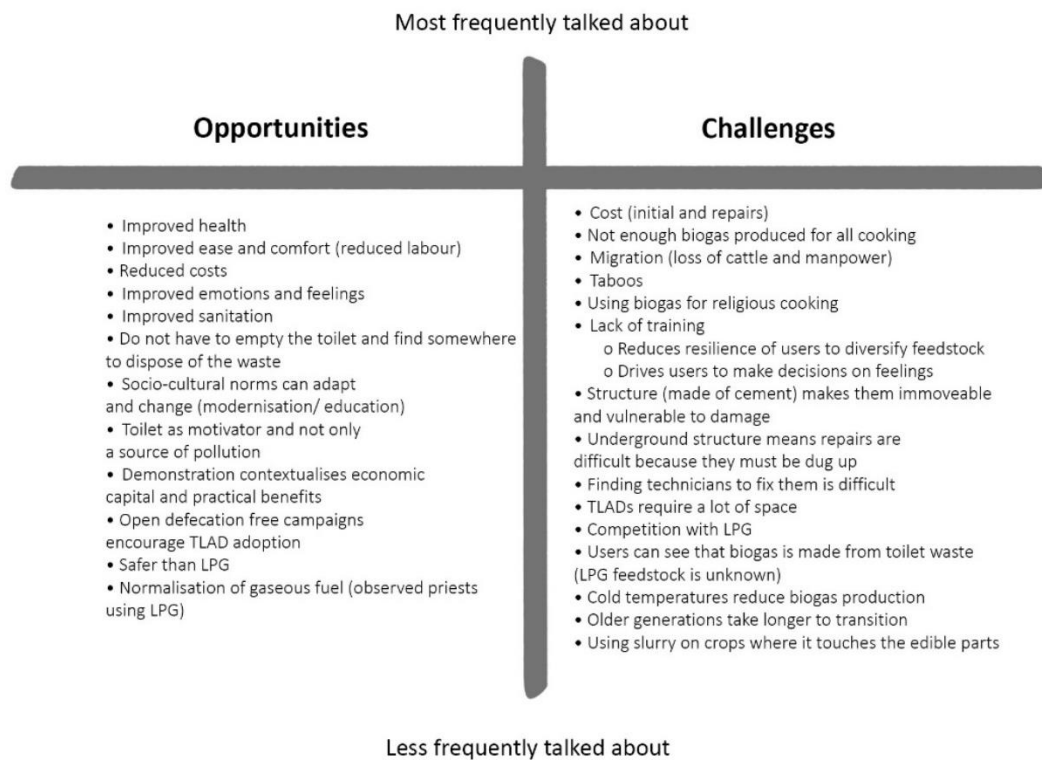 Most frequently talked about
Opportunities
• Improved health
• Improved ease and comfort (reduced labour)
• Reduced costs
• Improved emotions and feelings
• Improved sanitation
• Do not have to empty the toilet and find somewhere
to dispose of the waste
• Socio-cultural norms can adapt
and change (modernisation/ education)
• Toilet as motivator and not only
a source of pollution
• Demonstration contextualises economic
capital and practical benefits
• Open defecation free campaigns
encourage TLAD adoption
• Safer than LPG
• Normalisation of gaseous fuel (observed priests
using LPG)
Challenges
• Cost (initial and repairs)
• Not enough biogas produced for all cooking
• Migration (loss of cattle and manpower)
• Taboos
• Using biogas for religious cooking
• Lack of training
o Reduces resilience of users to diversify feedstock
o Drives users to make decisions on feelings
• Structure (made of cement) makes them immoveable
and vulnerable to damage
• Underground structure means repairs are
difficult because they must be dug up
• Finding technicians to fix them is difficult
• TLADs require a lot of space
• Competition with LPG
• Users can see that biogas is made from toilet waste
(LPG feedstock is unknown)
• Cold temperatures reduce biogas production
• Older generations take longer to transition
• Using slurry on crops where it touches the edible parts
Less frequently talked about